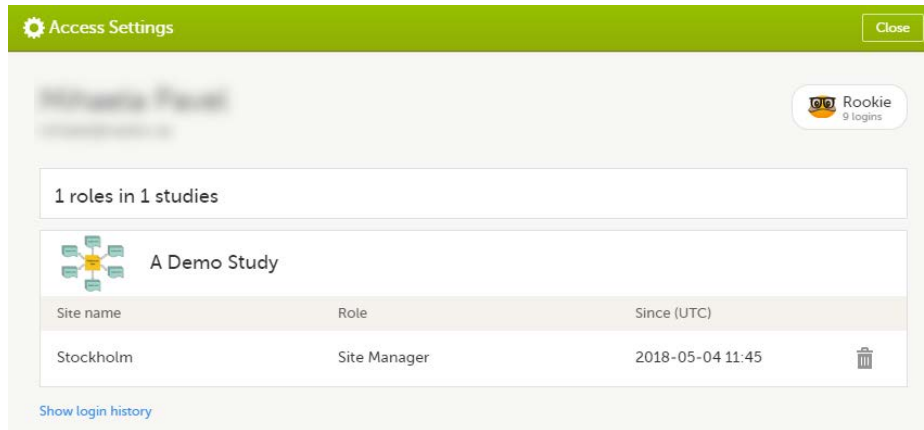 Access Settings
Close
Rookie
9 logins
1 roles in 1 studies
A Demo Study
Site name Role Since (UTC)
Stockholm Site Manager 2018-05-04 11:45
Show login history